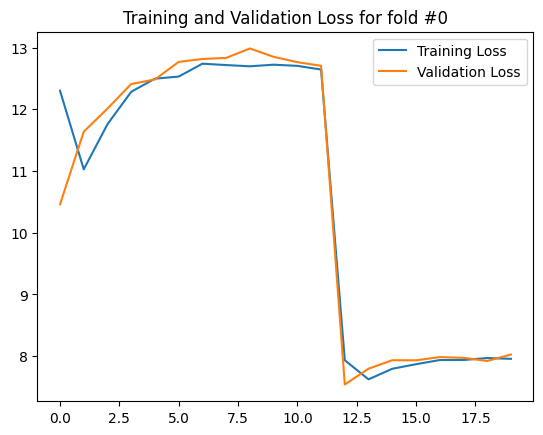 Training and Validation Loss for fold #0
Training Loss
Validation Loss
13
12
11
10
9
8
0.0 2.5 5.0 7.5 10.0 12.5 15.0 17.5